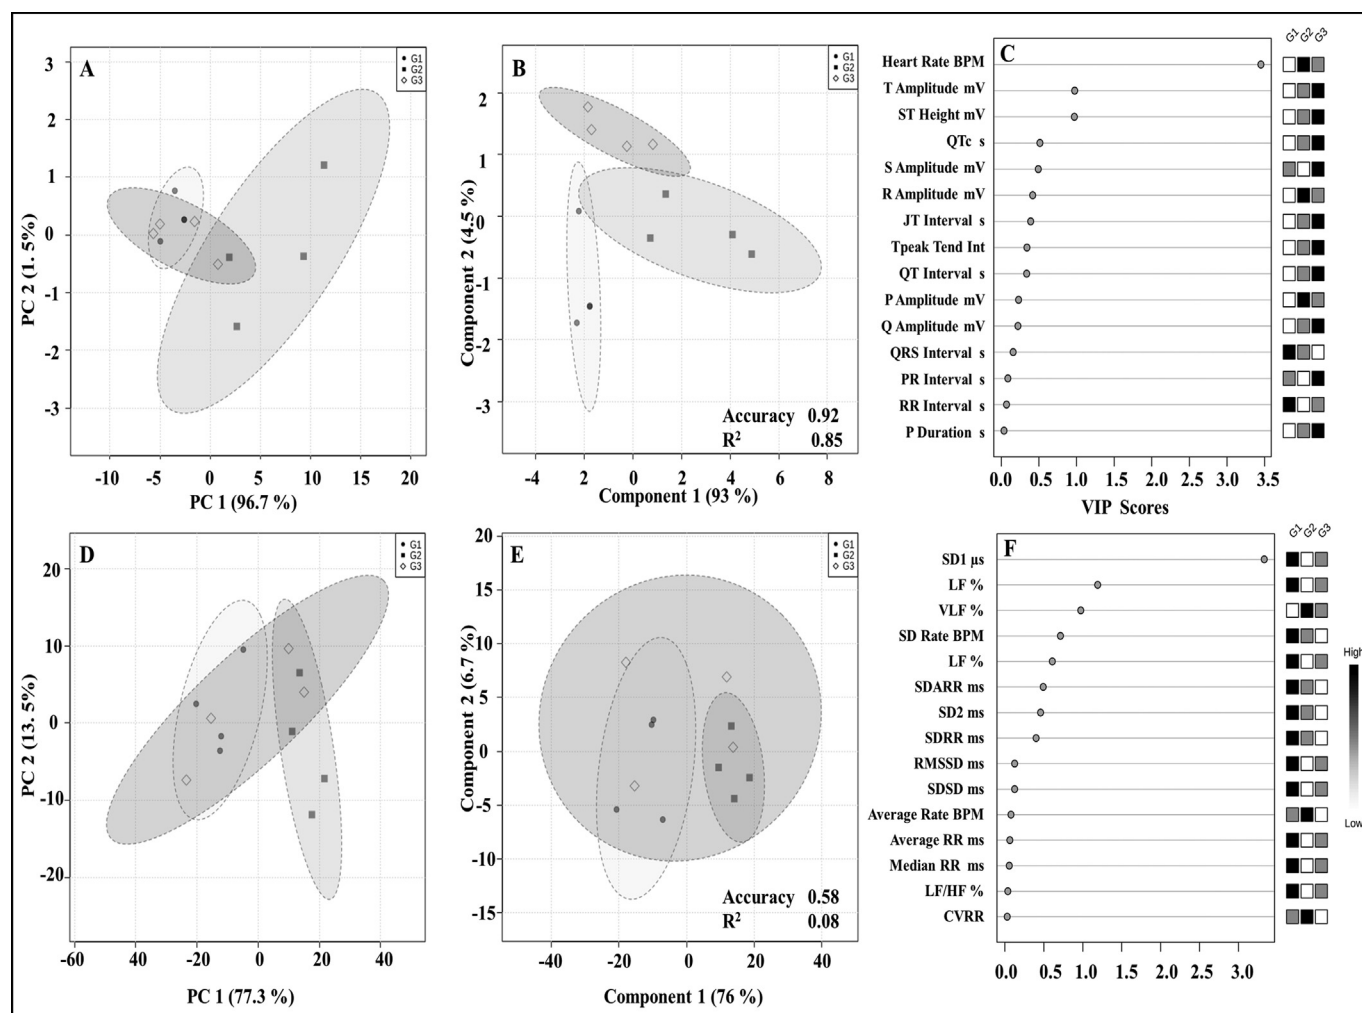 A
G1
G2
G3
3
2
1
0
-1
-2
-3
-10
-5
0
5
10
15
20
PC 2 (1. 5%)
PC 1 (96.7 %)
B
G1
G2
G3
2
1
0
-1
-2
-3
-4
2
0
2
4
6
8
Component 2 (4.5 %)
Component 1 (93 %)
Accuracy 0.92
R2 0.85
C
G1 G2 G3
Heart Rate BPM
T Amplitude mV
ST Height mV
QTc s
S Amplitude mV
R Amplitude mV
JT Interval s
Tpeak Tend Int
QT Interval s
P Amplitude mV
Q Amplitude mV
QRS Interval s
PR Interval s
RR Interval s
P Duration s
0.0 0.5 1.0 1.5 2.0 2.5 3.0 3.5
VIP Scores
D
G1
G2
G3
20
10
0
-10
-20
-60
-40
-20
0
20
40
PC 2 (13. 5%)
PC 1 (77.3 %)
E
G1
G2
G3
20
15
10
5
0
-5
-10
-15
-40
-20
0
20
40
Component 2 (6.7 %)
Component 1 (76 %)
Accuracy 0.58
R2 0.08
F
G1 G2 G3
SD1 µs
LF %
VLF %
SD Rate BPM
LF %
SDARR ms
SD2 ms
SDRR ms
RMSSD ms
SDSD ms
Average Rate BPM
Average RR ms
Median RR ms
LF/HF %
CVRR
0.0 0.5 1.0 1.5 2.0 2.5 3.0
High
Low